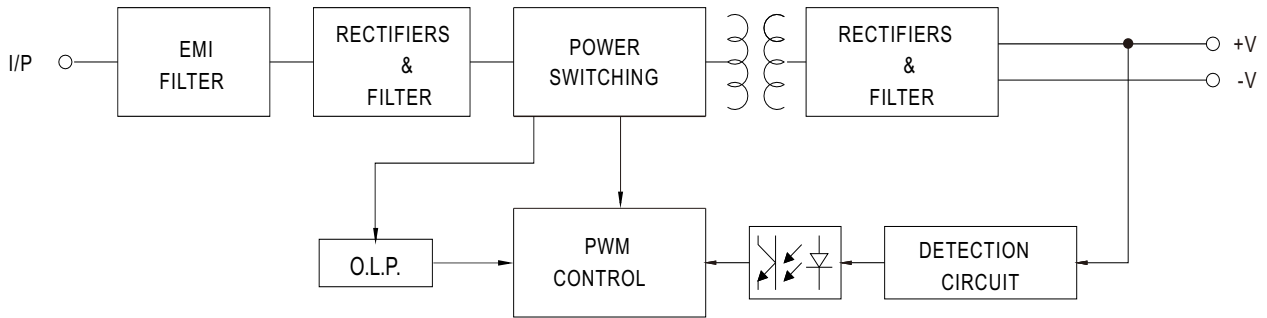 I/P
EMI
FILTER
RECTIFIERS
&
FILTER
POWER
SWITCHING
RECTIFIERS
&
FILTER
+V
-V
O.L.P.
PWM
CONTROL
DETECTION
CIRCUIT